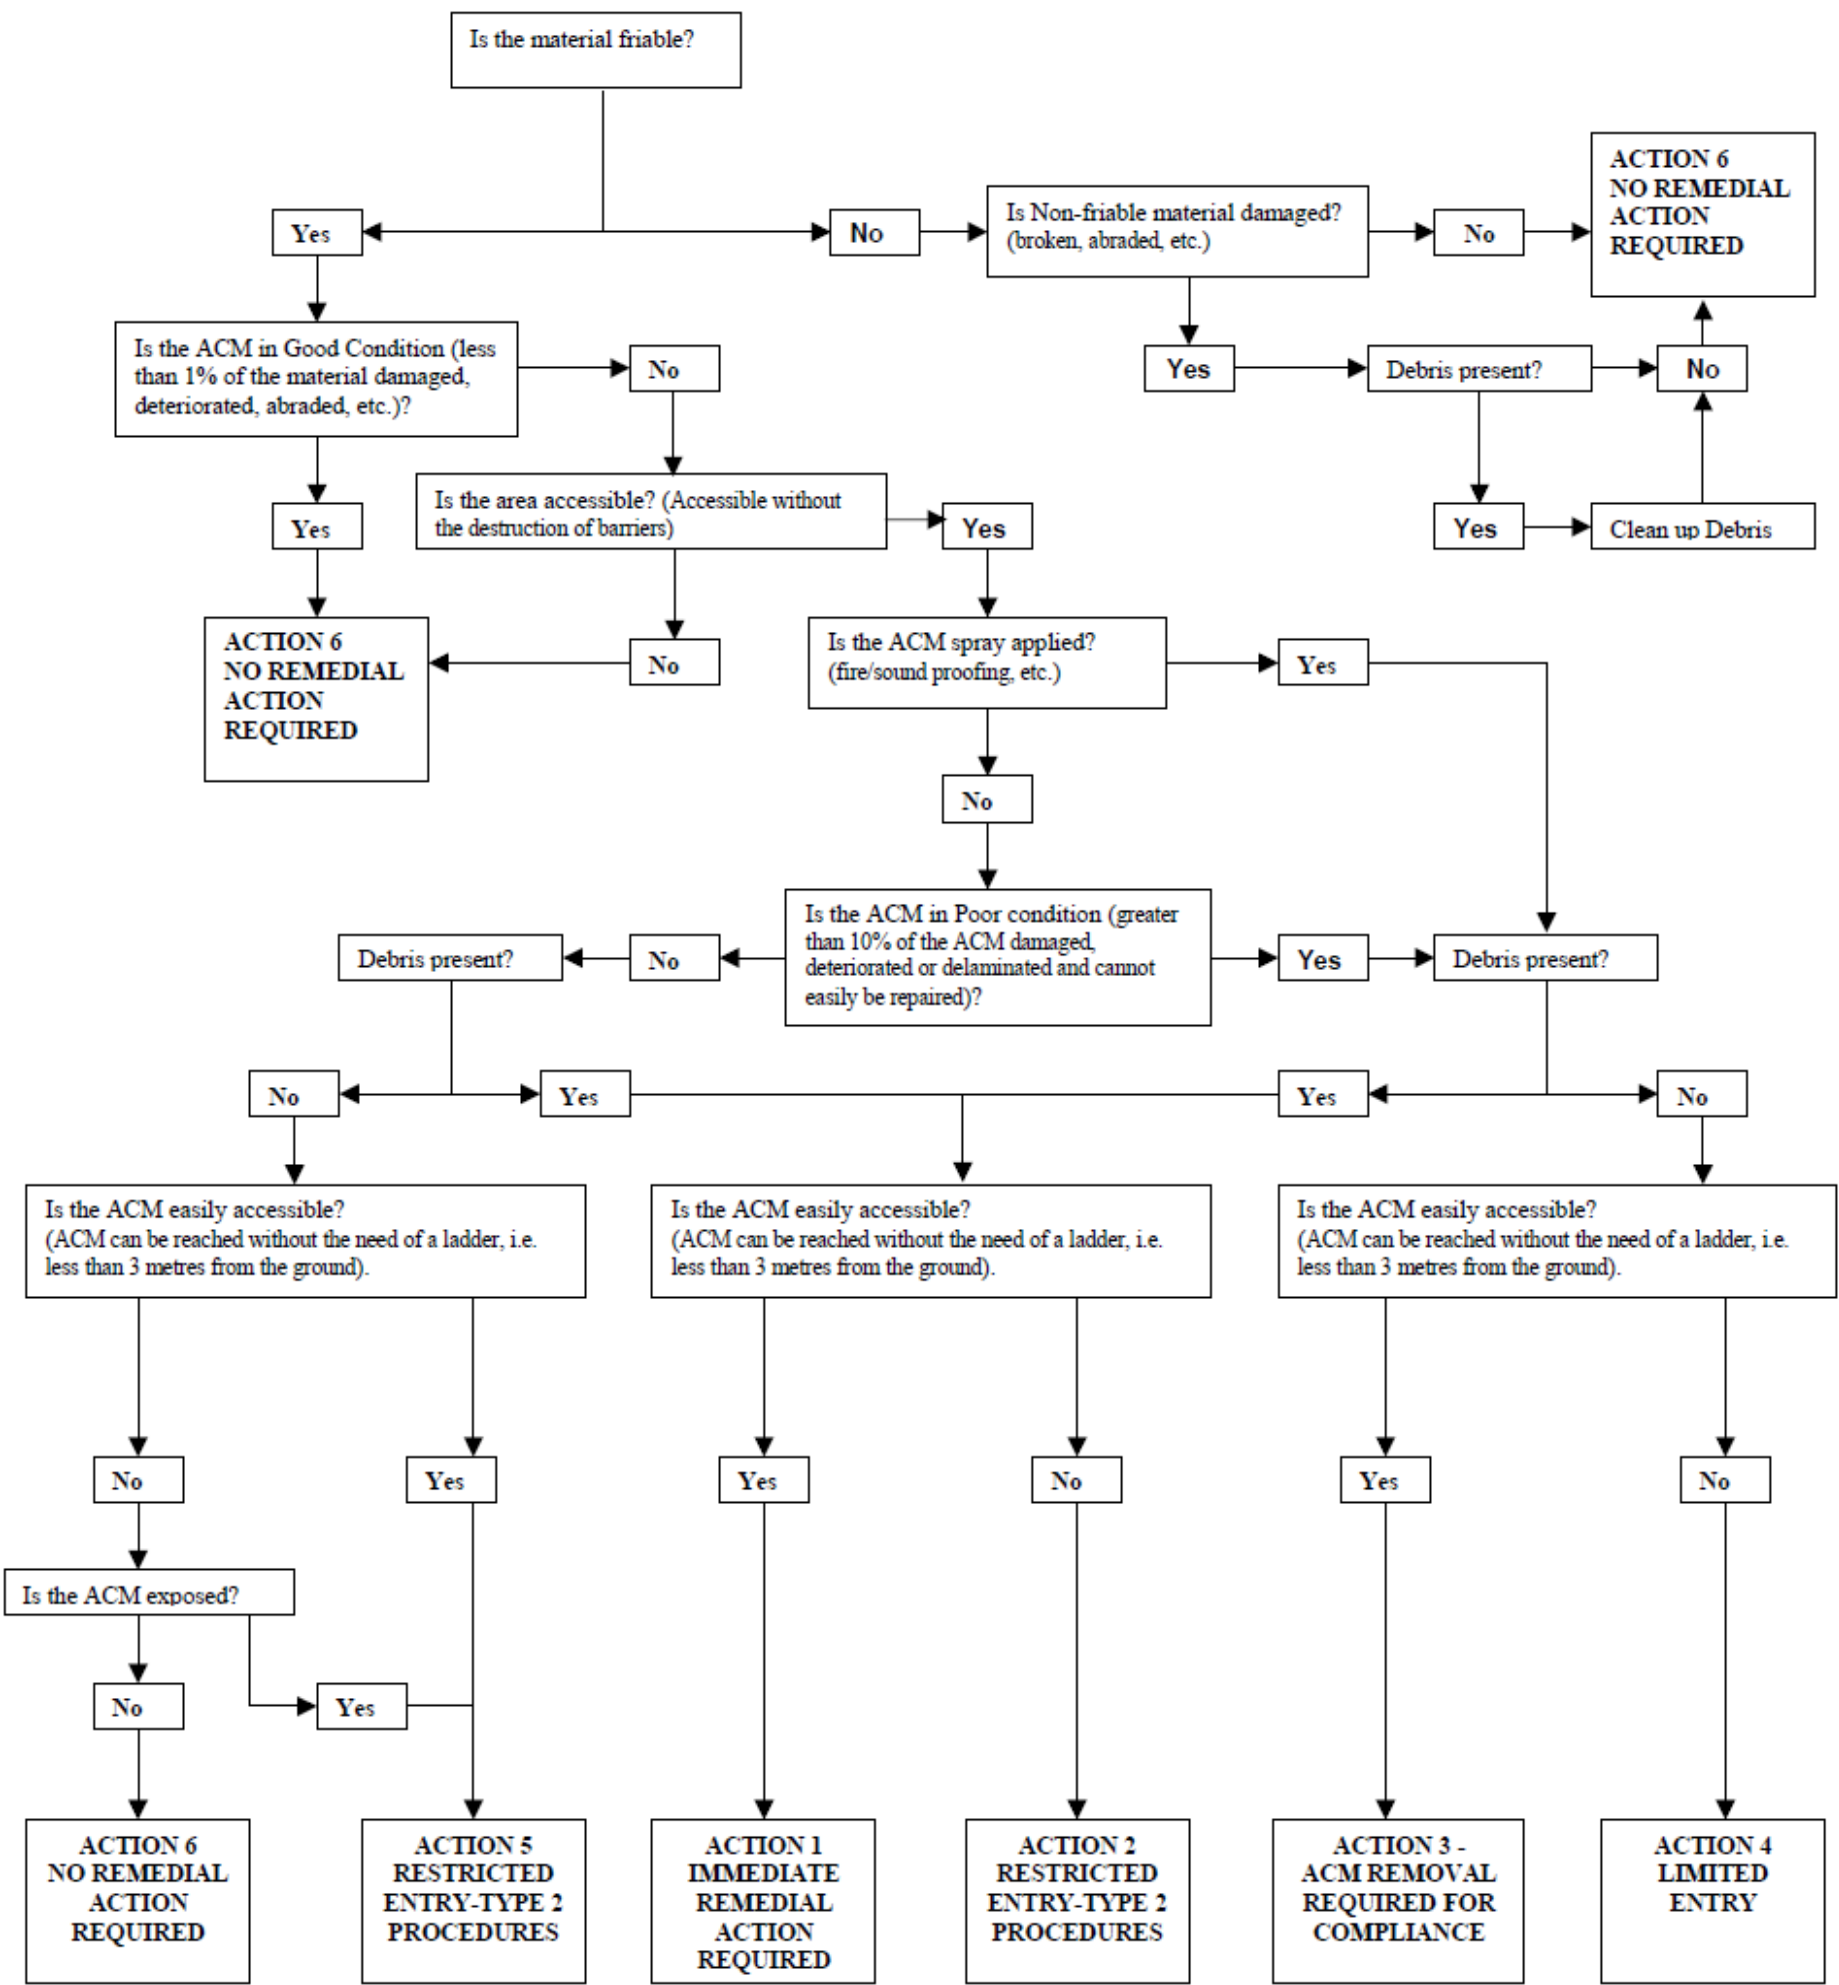 Is the material friable?
ACTION 6
NO REMEDIAL
ACTION
REQUIRED
Yes
No
Is Non-friable material damaged?
(broken, abraded, etc.)
No
Is the ACM in Good Condition (less
than 1% of the material damaged,
deteriorated, abraded, etc.)?
No
Yes
Debris present?
No
Yes
Is the area accessible? (Accessible without
the destruction of barriers)
Yes
Yes
Clean up Debris
ACTION 6
NO REMEDIAL
ACTION
REQUIRED
No
Is the ACM spray applied?
(fire/sound proofing, etc.)
Yes
No
Debris present?
No
Is the ACM in Poor condition (greater
than 10% of the ACM damaged,
deteriorated or delaminated and cannot
easily be repaired)?
Yes
Debris present?
No
Yes
Yes
No
Is the ACM easily accessible?
(ACM can be reached without the need of a ladder, i.e.
less than 3 metres from the ground).
Is the ACM easily accessible?
(ACM can be reached without the need of a ladder, i.e.
less than 3 metres from the ground).
Is the ACM easily accessible?
(ACM can be reached without the need of a ladder, i.e.
less than 3 metres from the ground).
No
Yes
Yes
No
Yes
No
Is the ACM exposed?
No
Yes
ACTION 6
NO REMEDIAL
ACTION
REQUIRED
ACTION 5
RESTRICTED
ENTRY-TYPE 2
PROCEDURES
ACTION 1
IMMEDIATE
REMEDIAL
ACTION
REQUIRED
ACTION 2
RESTRICTED
ENTRY-TYPE 2
PROCEDURES
ACTION 3 -
ACM REMOVAL
REQUIRED FOR
COMPLIANCE
ACTION 4
LIMITED
ENTRY